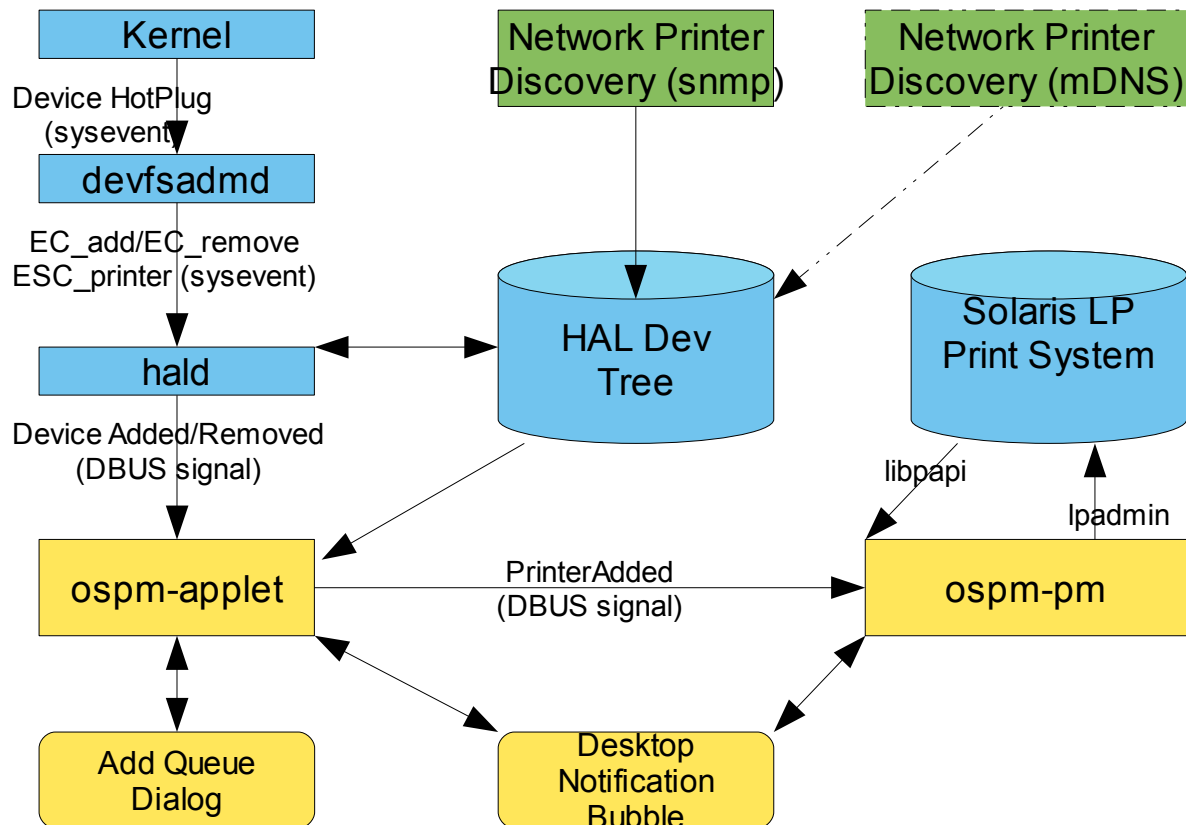 Kernel
Network Printer
Discovery (snmp)
Network Printer
Discovery (mDNS)
Device HotPlug
(sysevent)
devfsadmd
EC_add/EC_remove
ESC_printer (sysevent)
hald
HAL Dev
Tree
Solaris LP
Print System
Device Added/Removed
(DBUS signal)
libpapi
lpadmin
ospm-applet
PrinterAdded
(DBUS signal)
ospm-pm
Add Queue
Dialog
Desktop
Notification
Bubble